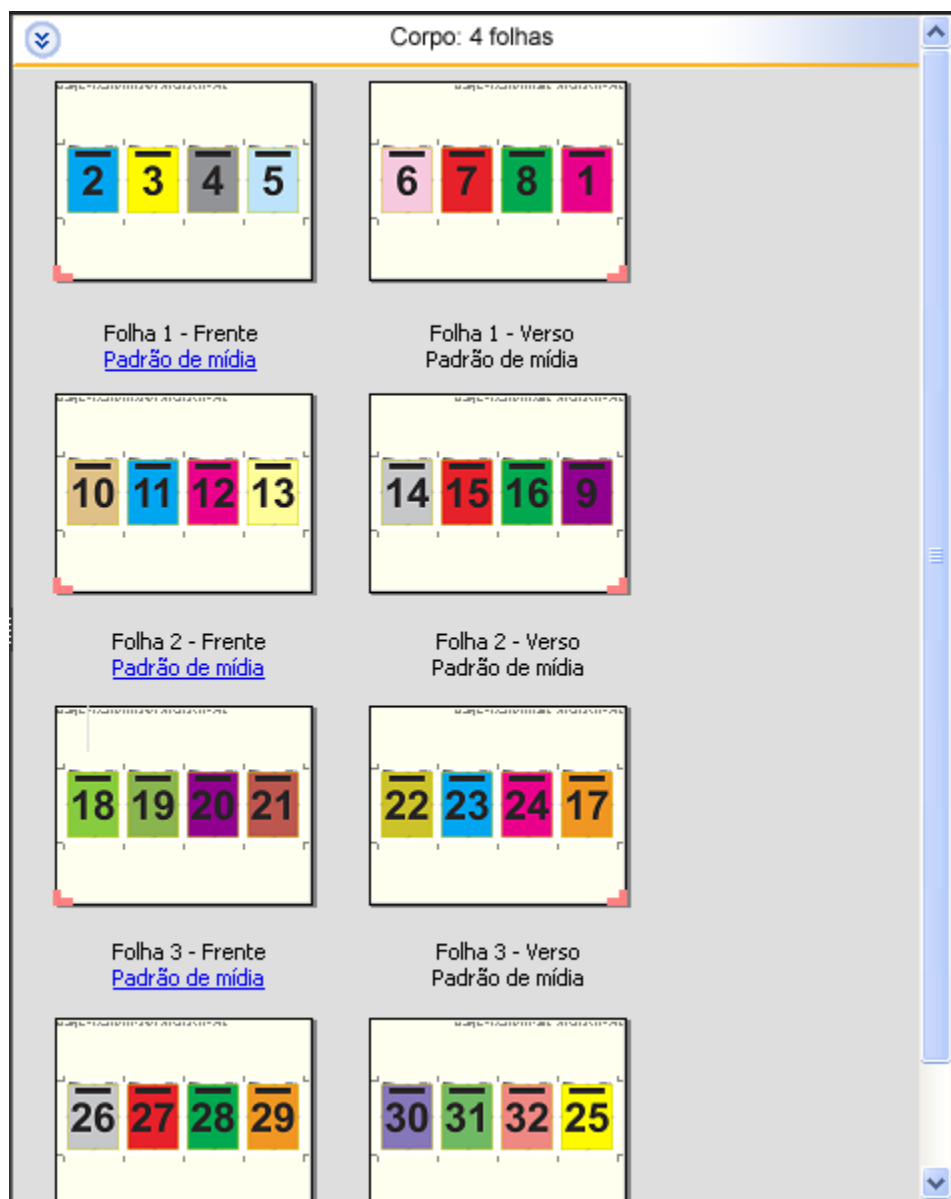 Corpo: 4 folhas
2 3 4 5
6 7 8 1
Folha 1 - Frente
Padrão de mídia
Folha 1 - Verso
Padrão de mídia
10 11 12 13
14 15 16 9
Folha 2 - Frente
Padrão de mídia
Folha 2 - Verso
Padrão de mídia
18 19 20 21
22 23 24 17
Folha 3 - Frente
Padrão de mídia
Folha 3 - Verso
Padrão de mídia
26 27 28 29
30 31 32 25